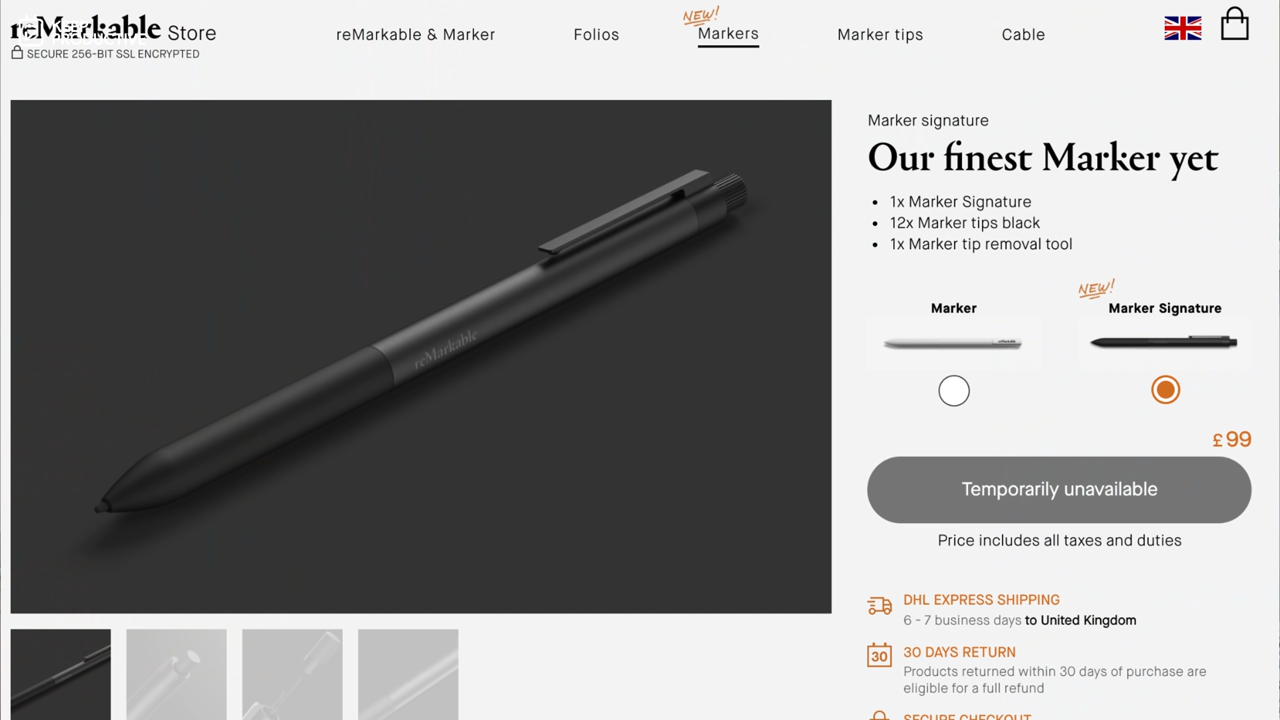 reMarkable Store
SECURE 256-BIT SSL ENCRYPTED
reMarkable & Marker
Folios
NEW!
Markers
Marker tips
Cable
reMarkable
Marker signature
Our finest Marker yet
• 1x Marker Signature
• 12x Marker tips black
• 1x Marker tip removal tool
NEW!
Marker
Marker Signature
£99
Temporarily unavailable
Price includes all taxes and duties
DHL EXPRESS SHIPPING
6 - 7 business days to United Kingdom
30
30 DAYS RETURN
Products returned within 30 days of purchase are
eligible for a full refund
SECURE CHECKOUT